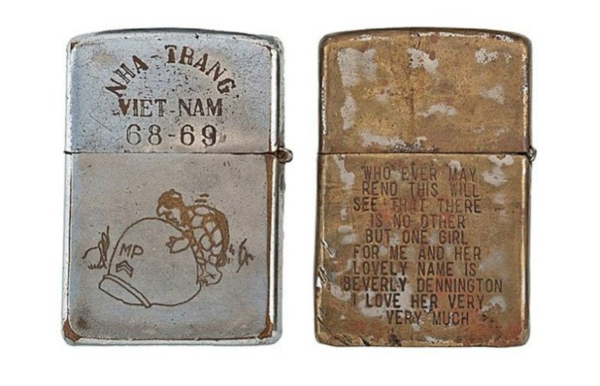 NHA TRANG
VIET-NAM
68-69
MP
WHO EVER MAY
REND THIS WILL
SEE THAT THERE
IS NO OTHER
BUT ONE GIRL
FOR ME AND HER
LOVELY NAME IS
BEVERLY DENNINGTON
I LOVE HER VERY
VERY MUCH